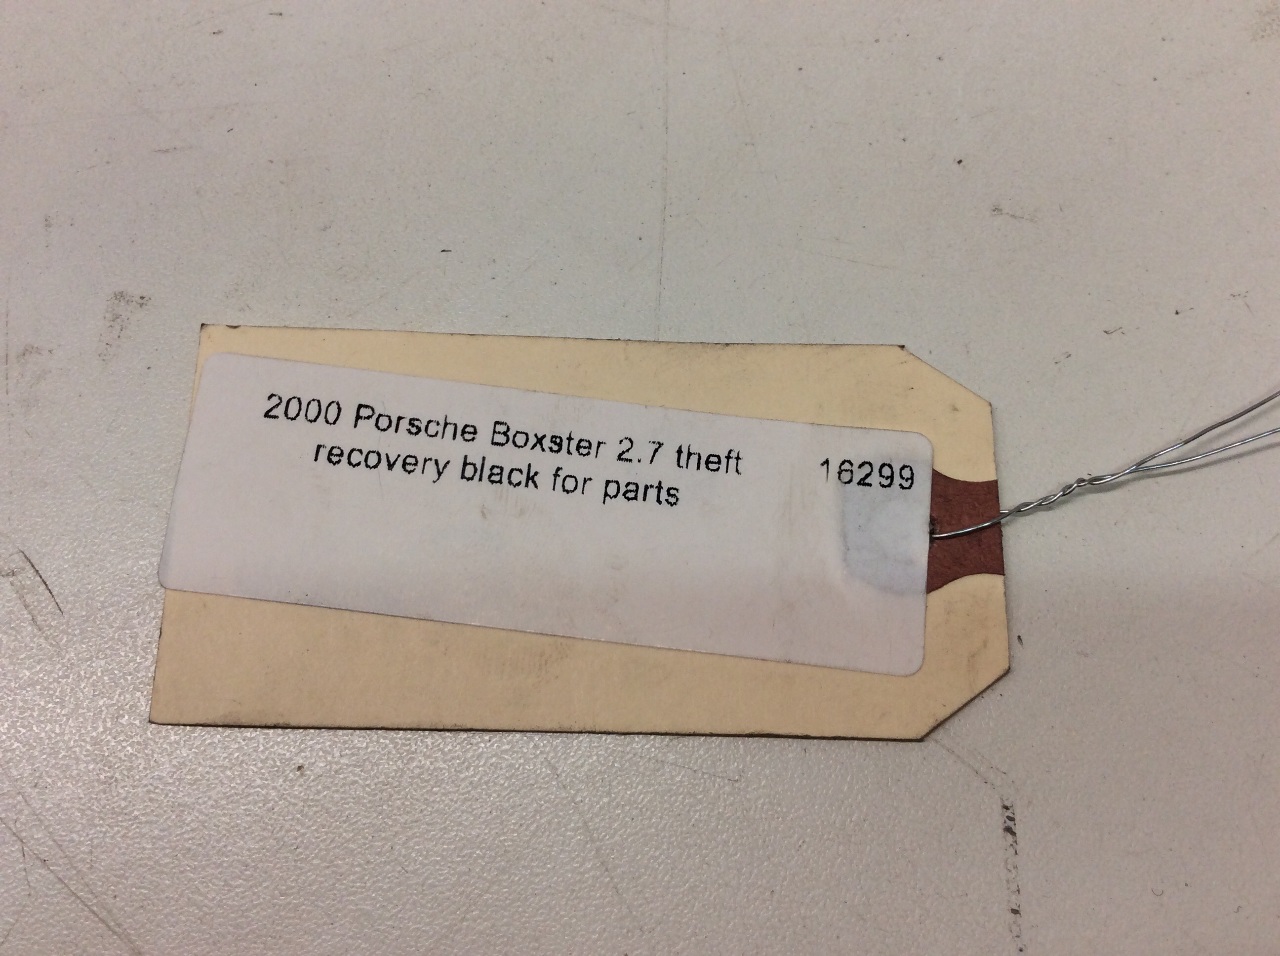 2000 Porsche Boxster 2.7 theft
recovery black for parts
16299